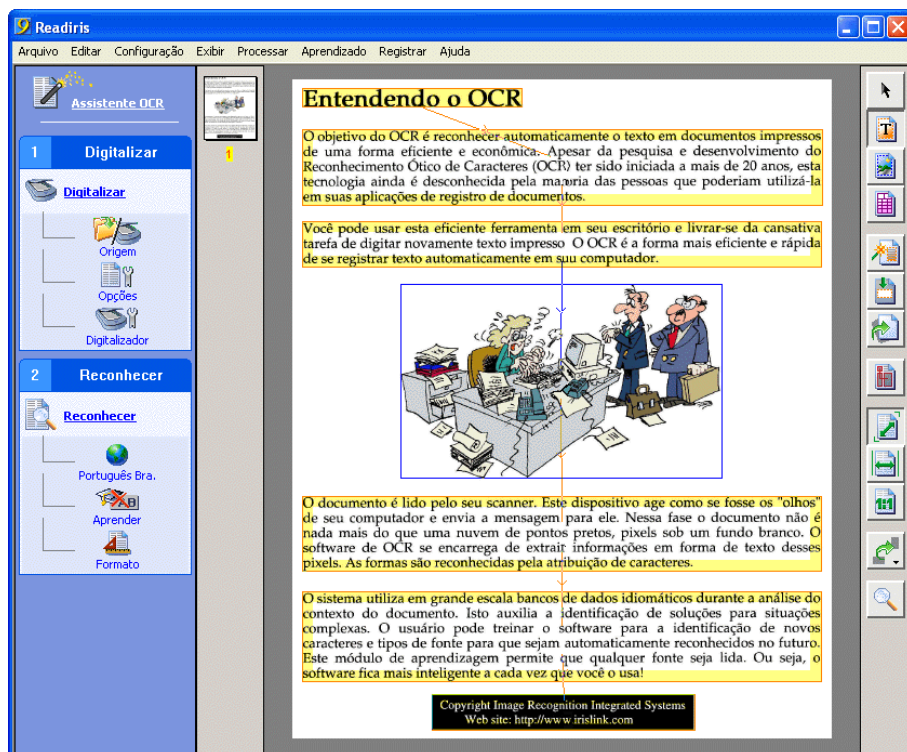 Readiris
Arquivo Editar Configuração Exibir Processar Aprendizado Registrar Ajuda
Assistente OCR
1 Digitalizar
Digitalizar
Origem
Opções
Digitalizador
2 Reconhecer
Reconhecer
Português Bra.
Aprender
Formato
1
Entendendo o OCR
O objetivo do OCR é reconhecer automaticamente o texto em documentos impressos
de uma forma eficiente e econômica. Apesar da pesquisa e desenvolvimento do
Reconhecimento Ótico de Caracteres (OCR) ter sido iniciada a mais de 20 anos, esta
tecnologia ainda é desconhecida pela maioria das pessoas que poderiam utilizá-la
em suas aplicações de registro de documentos.
Você pode usar esta eficiente ferramenta em seu escritório e livrar-se da cansativa
tarefa de digitar novamente texto impresso O OCR é a forma mais eficiente e rápida
de se registrar texto automaticamente em suu computador.
O documento é lido pelo seu scanner. Este dispositivo age como se fosse os "olhos"
de seu computador e envia a mensagem para ele. Nessa fase o documento não é
nada mais do que uma nuvem de pontos pretos, pixels sob um fundo branco. O
software de OCR se encarrega de extrair informações em forma de texto desses
pixels. As formas são reconhecidas pela atribuição de caracteres.
O sistema utiliza em grande escala bancos de dados idiomáticos durante a análise do
contexto do documento. Isto auxilia a identificação de soluções para situações
complexas. O usuário pode treinar o software para a identificação de novos
caracteres e tipos de fonte para que sejam automaticamente reconhecidos no futuro.
Este módulo de aprendizagem permite que qualquer fonte seja lida. Ou seja, o
software fica mais inteligente a cada vez que você o usa!
Copyright Image Recognition Integrated Systems
Web site: http://www.irislink.com
1:1